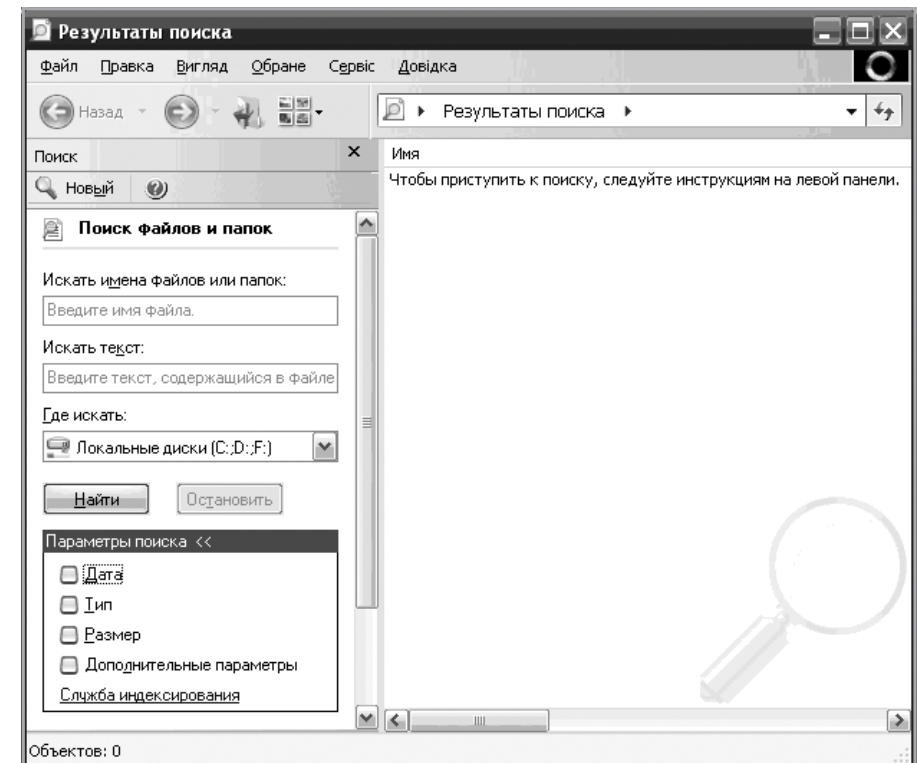 Результаты поиска
Файл Правка Вигляд Обране Сервіс Довідка
Назад
Результаты поиска
Поиск
Новый
Имя
Чтобы приступить к поиску, следуйте инструкциям на левой панели.
Поиск файлов и папок
Искать имена файлов или папок:
Введите имя файла.
Искать текст:
Введите текст, содержащийся в файле
Где искать:
Локальные диски (C:;D:;F:)
Найти Остановить
Параметры поиска <<
Дата
Тип
Размер
Дополнительные параметры
Служба индексирования
Объектов: 0